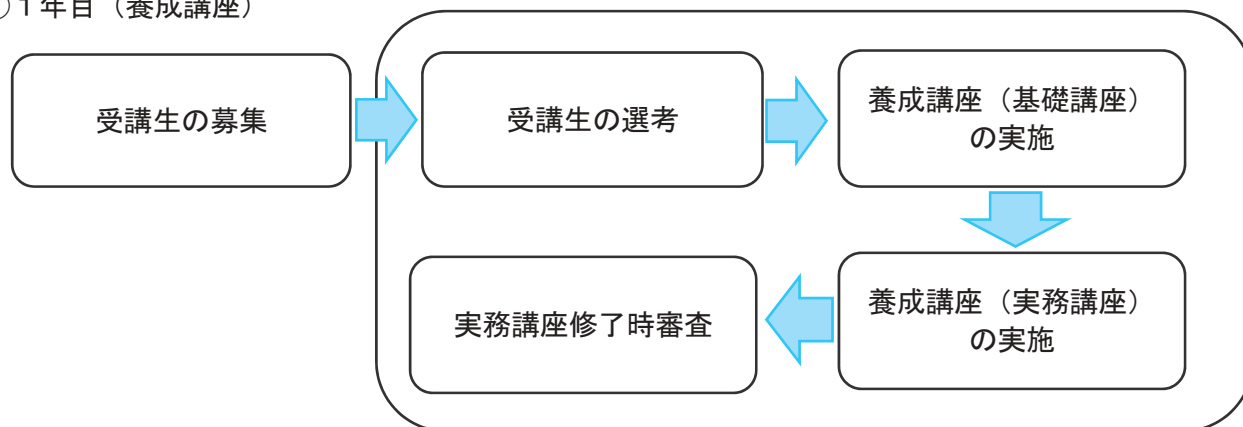 ○１年目（養成講座）
受講生の募集
受講生の選考
養成講座（基礎講座）
の実施
養成講座（実務講座）
の実施
実務講座修了時審査